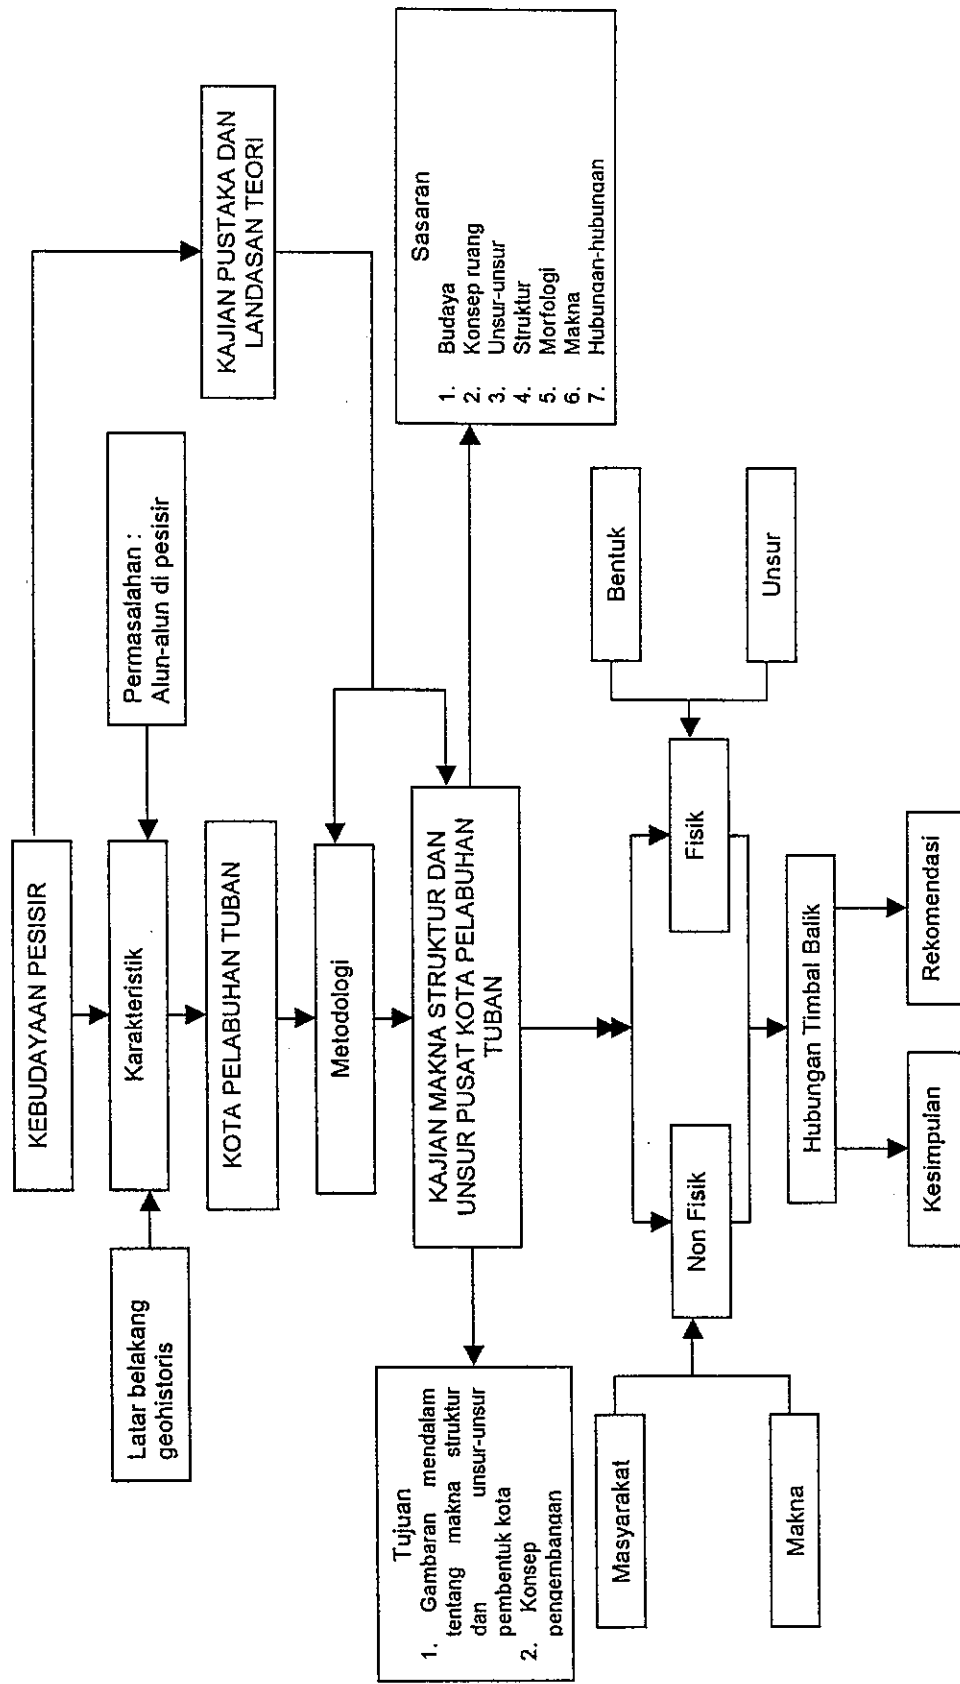 KEBUDAYAAN PESISIR
Latar belakang
geohistoris
Karakteristik
Permasalahan :
Alun-alun di pesisir
KAJIAN PUSTAKA DAN
LANDASAN TEORI
KOTA PELABUHAN TUBAN
Metodologi
KAJIAN MAKNA STRUKTUR DAN
UNSUR PUSAT KOTA PELABUHAN
TUBAN
Tujuan
1. Gambaran mendalam
tentang makna struktur
dan unsur-unsur
pembentuk kota
2. Konsep
pengembangan
Sasaran
1. Budaya
2. Konsep ruang
3. Unsur-unsur
4. Struktur
5. Morfologi
6. Makna
7. Hubungan-hubungan
Masyarakat
Makna
Non Fisik
Fisik
Bentuk
Unsur
Hubungan Timbal Balik
Kesimpulan
Rekomendasi